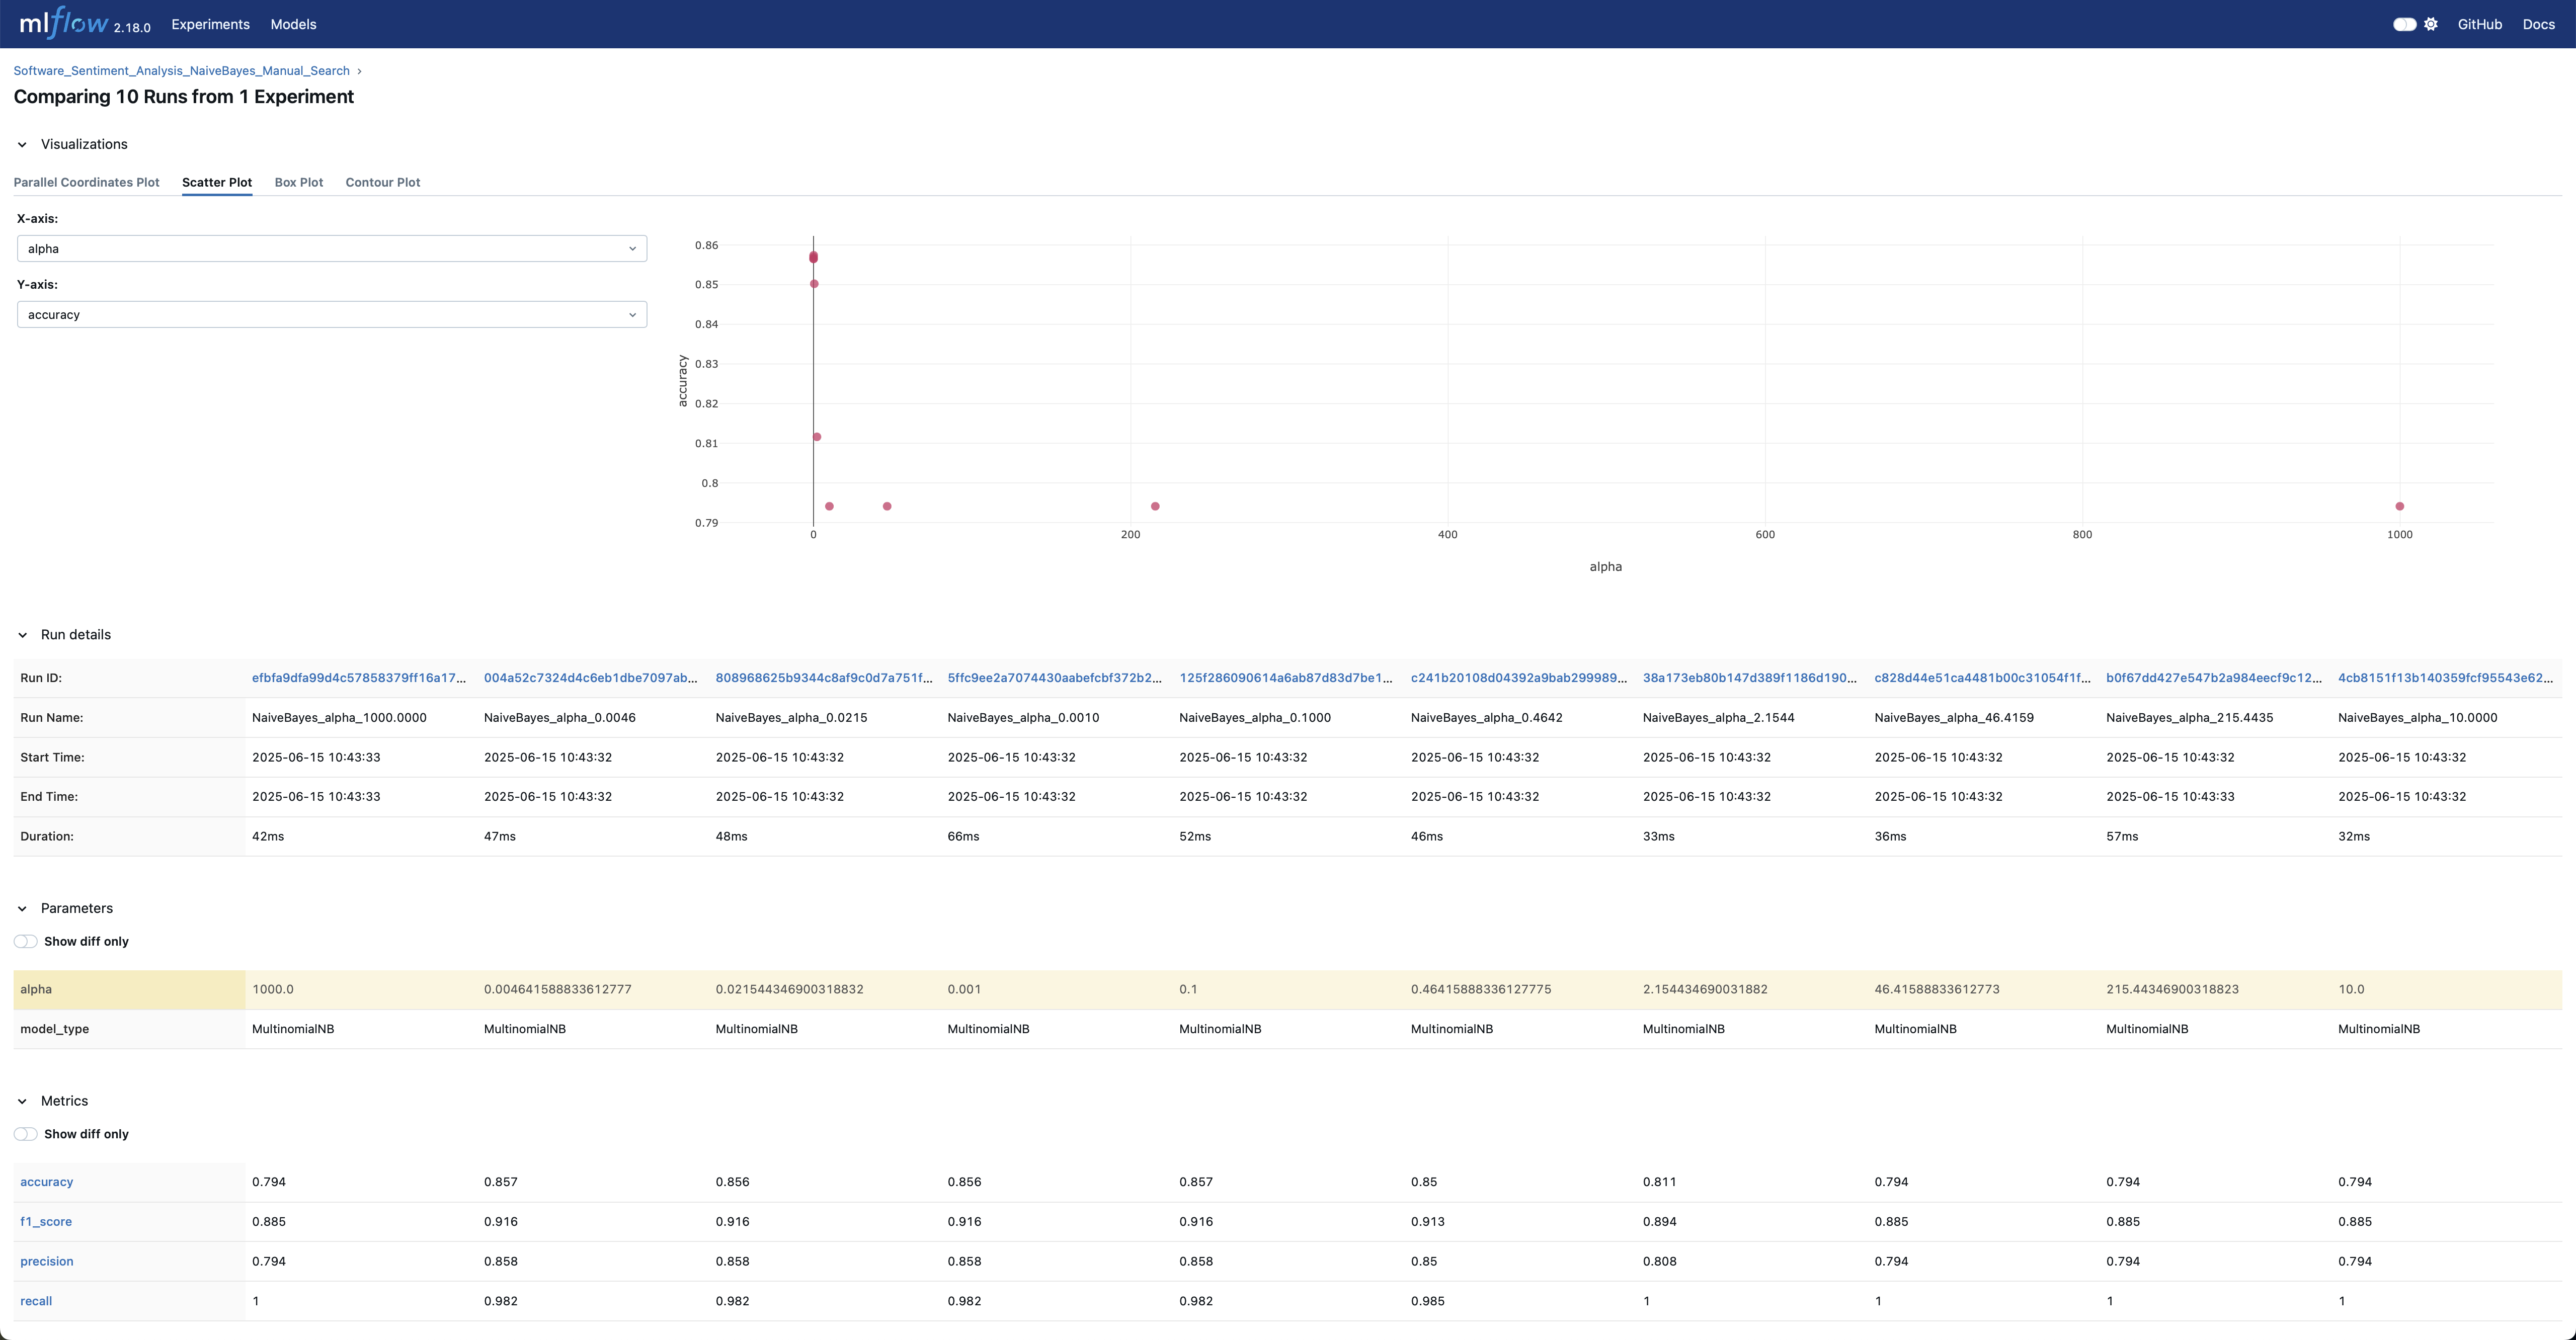 mlflow 2.18.0 Experiments Models GitHub Docs
Software_Sentiment_Analysis_NaiveBayes_Manual_Search ›
Comparing 10 Runs from 1 Experiment
Visualizations
Parallel Coordinates Plot Scatter Plot Box Plot Contour Plot
X-axis:
alpha
Y-axis:
accuracy
0.86
0.85
0.84
0.83
0.82
0.81
0.8
0.79
accuracy
0 200 400 600 800 1000
alpha
Run details
Run ID: efbfa9dfa99d4c57858379ff16a17... 004a52c7324d4c6eb1dbe7097ab... 808968625b9344c8af9c0d7a751f... 5ffc9ee2a7074430aabefcbf372b2... 125f286090614a6ab87d83d7be1... c241b20108d04392a9bab299989... 38a173eb80b147d389f1186d190... c828d44e51ca4481b00c31054f1f... b0f67dd427e547b2a984eecf9c12... 4cb8151f13b140359fcf95543e62...
Run Name: NaiveBayes_alpha_1000.0000 NaiveBayes_alpha_0.0046 NaiveBayes_alpha_0.0215 NaiveBayes_alpha_0.0010 NaiveBayes_alpha_0.1000 NaiveBayes_alpha_0.4642 NaiveBayes_alpha_2.1544 NaiveBayes_alpha_46.4159 NaiveBayes_alpha_215.4435 NaiveBayes_alpha_10.0000
Start Time: 2025-06-15 10:43:33 2025-06-15 10:43:32 2025-06-15 10:43:32 2025-06-15 10:43:32 2025-06-15 10:43:32 2025-06-15 10:43:32 2025-06-15 10:43:32 2025-06-15 10:43:32 2025-06-15 10:43:32 2025-06-15 10:43:32
End Time: 2025-06-15 10:43:33 2025-06-15 10:43:32 2025-06-15 10:43:32 2025-06-15 10:43:32 2025-06-15 10:43:32 2025-06-15 10:43:32 2025-06-15 10:43:32 2025-06-15 10:43:32 2025-06-15 10:43:33 2025-06-15 10:43:32
Duration: 42ms 47ms 48ms 66ms 52ms 46ms 33ms 36ms 57ms 32ms
Parameters
Show diff only
alpha 1000.0 0.004641588833612777 0.021544346900318832 0.001 0.1 0.46415888336127775 2.154434690031882 46.41588833612773 215.44346900318823 10.0
model_type MultinomialNB MultinomialNB MultinomialNB MultinomialNB MultinomialNB MultinomialNB MultinomialNB MultinomialNB MultinomialNB MultinomialNB
Metrics
Show diff only
accuracy 0.794 0.857 0.856 0.856 0.857 0.85 0.811 0.794 0.794 0.794
f1_score 0.885 0.916 0.916 0.916 0.916 0.913 0.894 0.885 0.885 0.885
precision 0.794 0.858 0.858 0.858 0.858 0.85 0.808 0.794 0.794 0.794
recall 1 0.982 0.982 0.982 0.982 0.985 1 1 1 1